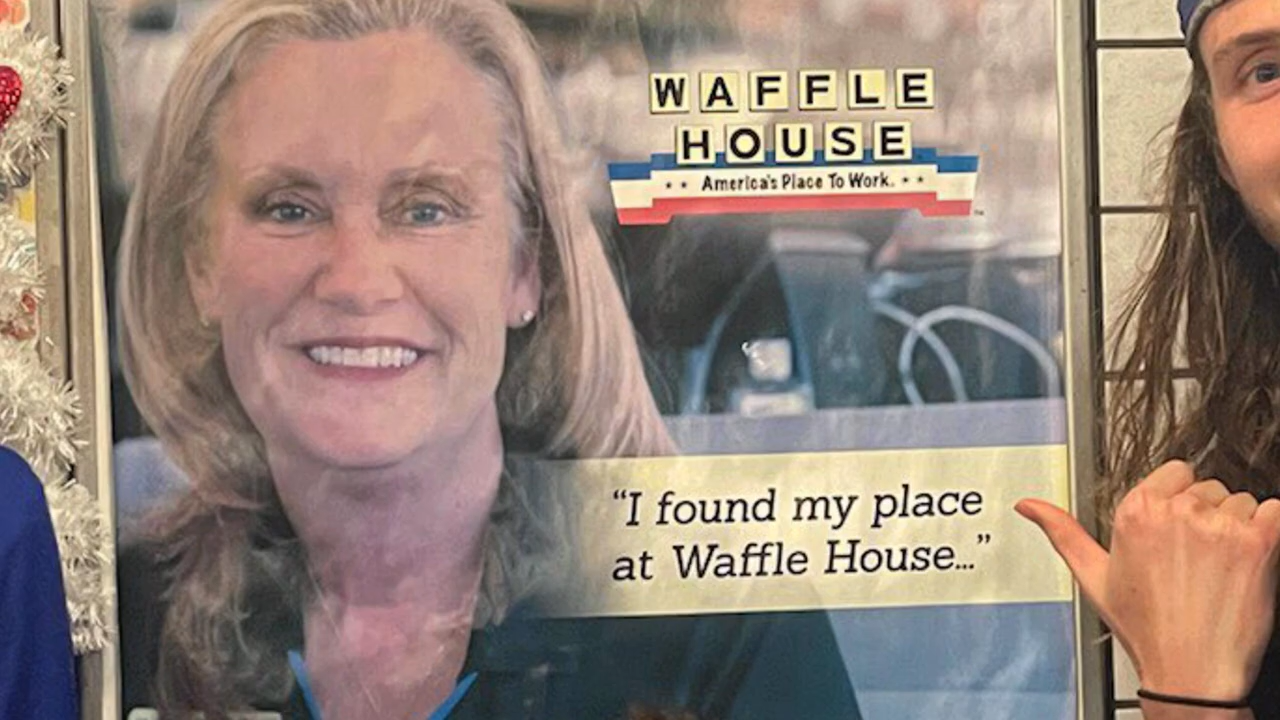 WAFFLE
HOUSE
America's Place To Work.
“I found my place
at Waffle House...”